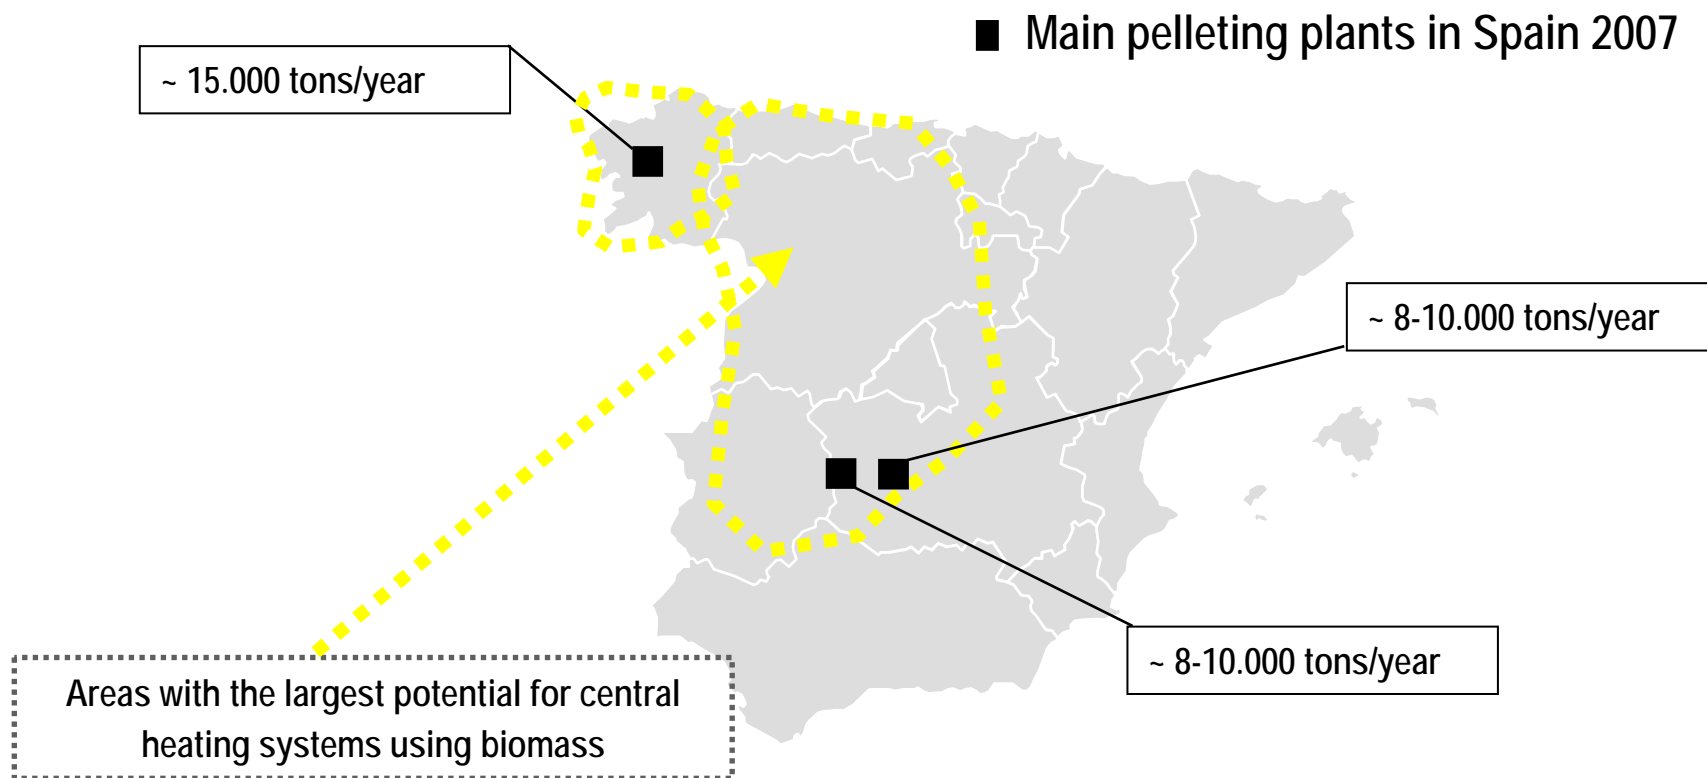 Main pelleting plants in Spain 2007
~ 15.000 tons/year
~ 8-10.000 tons/year
~ 8-10.000 tons/year
Areas with the largest potential for central
heating systems using biomass